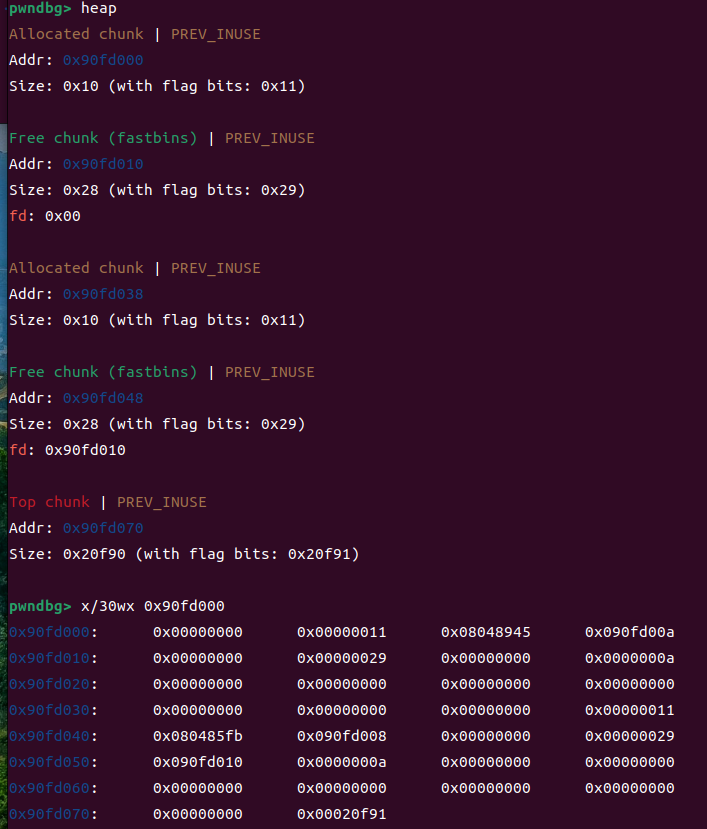 pwndbg> heap
Allocated chunk | PREV_INUSE
Addr: 0x90fd000
Size: 0x10 (with flag bits: 0x11)
Free chunk (fastbins) | PREV_INUSE
Addr: 0x90fd010
Size: 0x28 (with flag bits: 0x29)
fd: 0x00
Allocated chunk | PREV_INUSE
Addr: 0x90fd038
Size: 0x10 (with flag bits: 0x11)
Free chunk (fastbins) | PREV_INUSE
Addr: 0x90fd048
Size: 0x28 (with flag bits: 0x29)
fd: 0x90fd010
Top chunk | PREV_INUSE
Addr: 0x90fd070
Size: 0x20f90 (with flag bits: 0x20f91)
pwndbg> x/30wx 0x90fd000
0x90fd000: 0x00000000 0x00000011 0x08048945 0x090fd00a
0x90fd010: 0x00000000 0x00000029 0x00000000 0x0000000a
0x90fd020: 0x00000000 0x00000000 0x00000000 0x00000000
0x90fd030: 0x00000000 0x00000000 0x00000000 0x00000011
0x90fd040: 0x080485fb 0x090fd008 0x00000000 0x00000029
0x90fd050: 0x090fd010 0x0000000a 0x00000000 0x00000000
0x90fd060: 0x00000000 0x00000000 0x00000000 0x00000000
0x90fd070: 0x00000000 0x00020f91